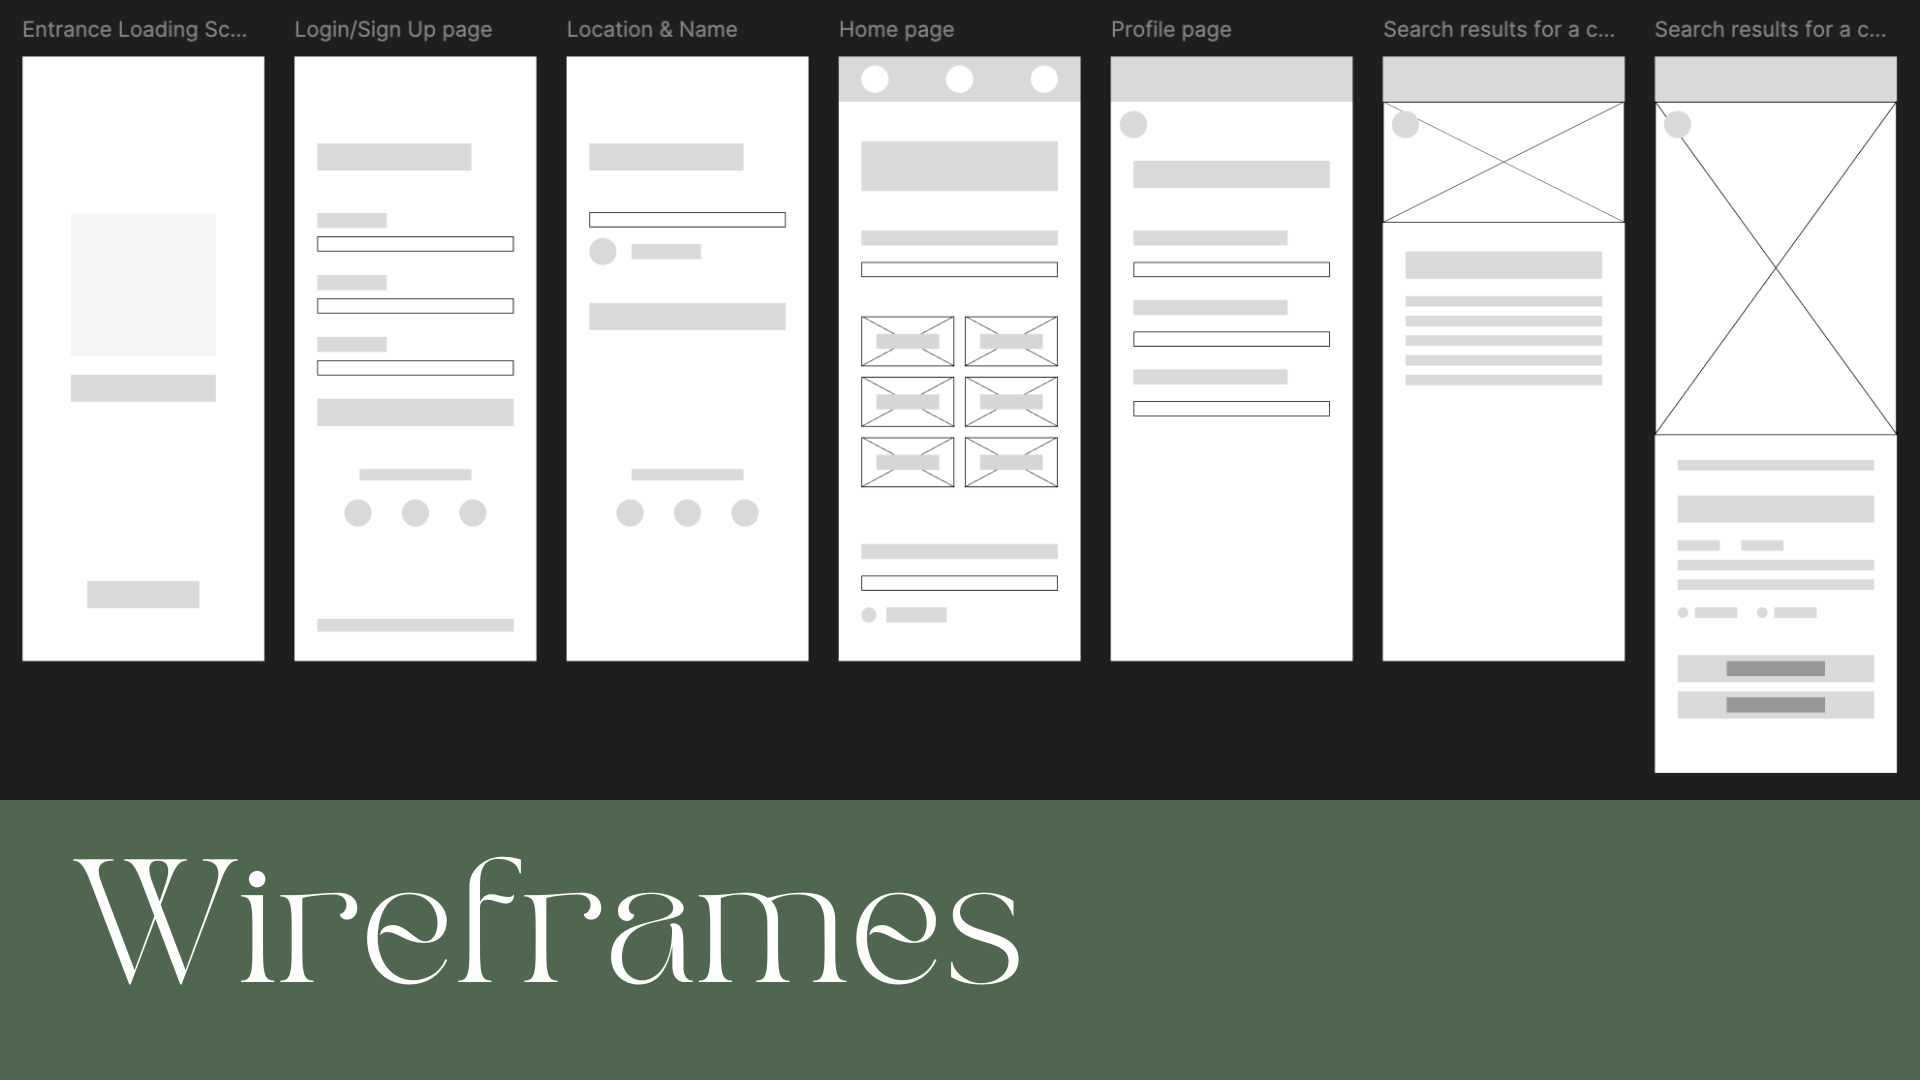 Entrance Loading Sc...
Login/Sign Up page
Location & Name
Home page
Profile page
Search results for a c...
Search results for a c...
Wireframes